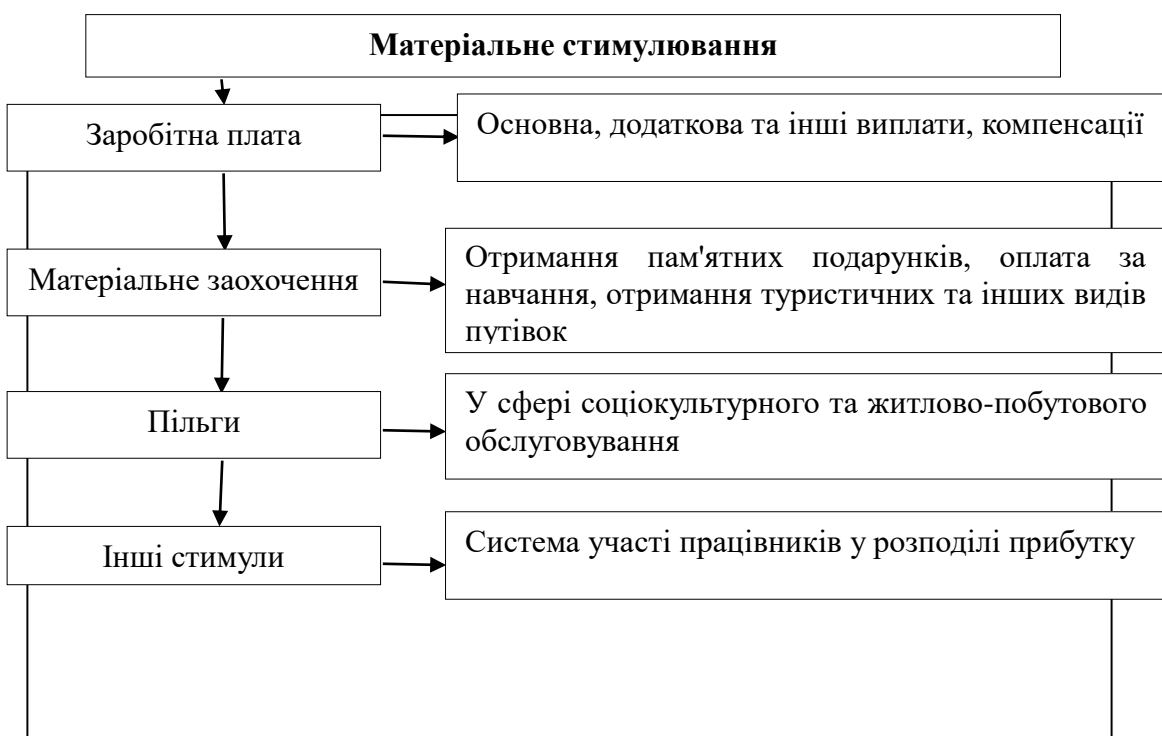 Матеріальне стимулювання
Заробітна плата
Основна, додаткова та інші виплати, компенсації
Матеріальне заохочення
Отримання пам'ятних подарунків, оплата за
навчання, отримання туристичних та інших видів
путівок
Пільги
У сфері соціокультурного та житлово-побутового
обслуговування
Інші стимули
Система участі працівників у розподілі прибутку